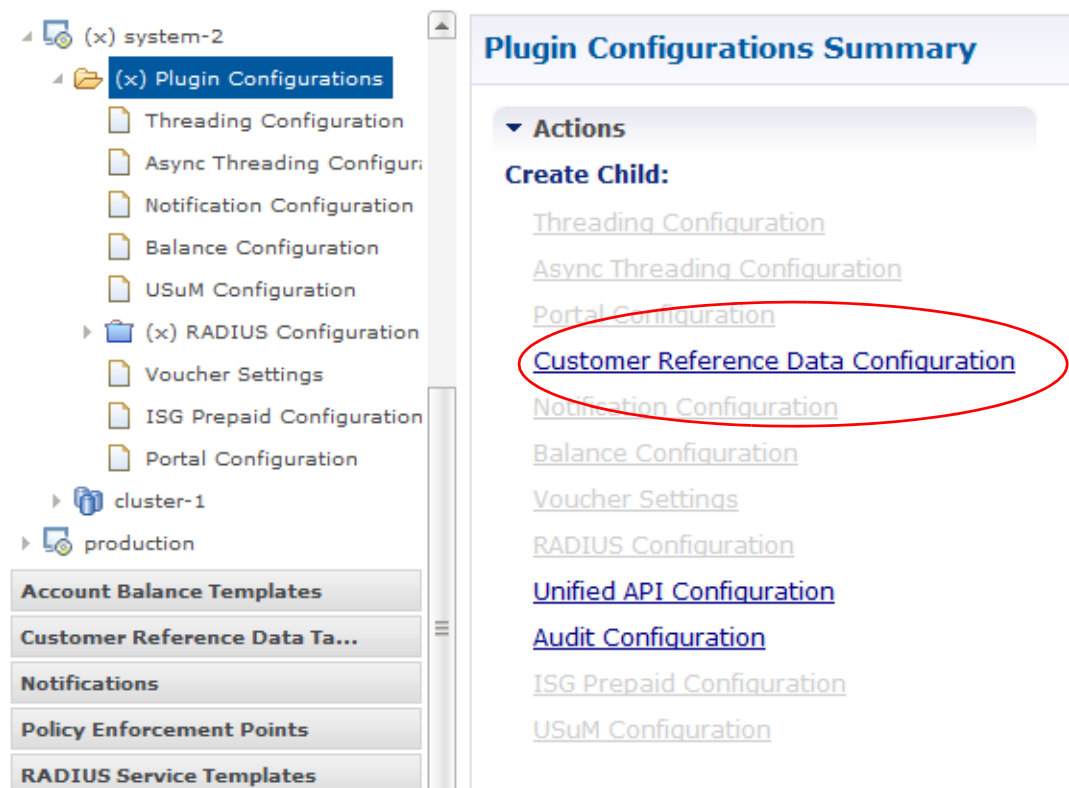 (x) system-2
(x) Plugin Configurations
Threading Configuration
Async Threading Configur
Notification Configuration
Balance Configuration
USuM Configuration
(x) RADIUS Configuration
Voucher Settings
ISG Prepaid Configuration
Portal Configuration
cluster-1
production
Account Balance Templates
Customer Reference Data Ta...
Notifications
Policy Enforcement Points
RADIUS Service Templates
Plugin Configurations Summary
Actions
Create Child:
Threading Configuration
Async Threading Configuration
Portal Configuration
Customer Reference Data Configuration
Notification Configuration
Balance Configuration
Voucher Settings
RADIUS Configuration
Unified API Configuration
Audit Configuration
ISG Prepaid Configuration
USuM Configuration